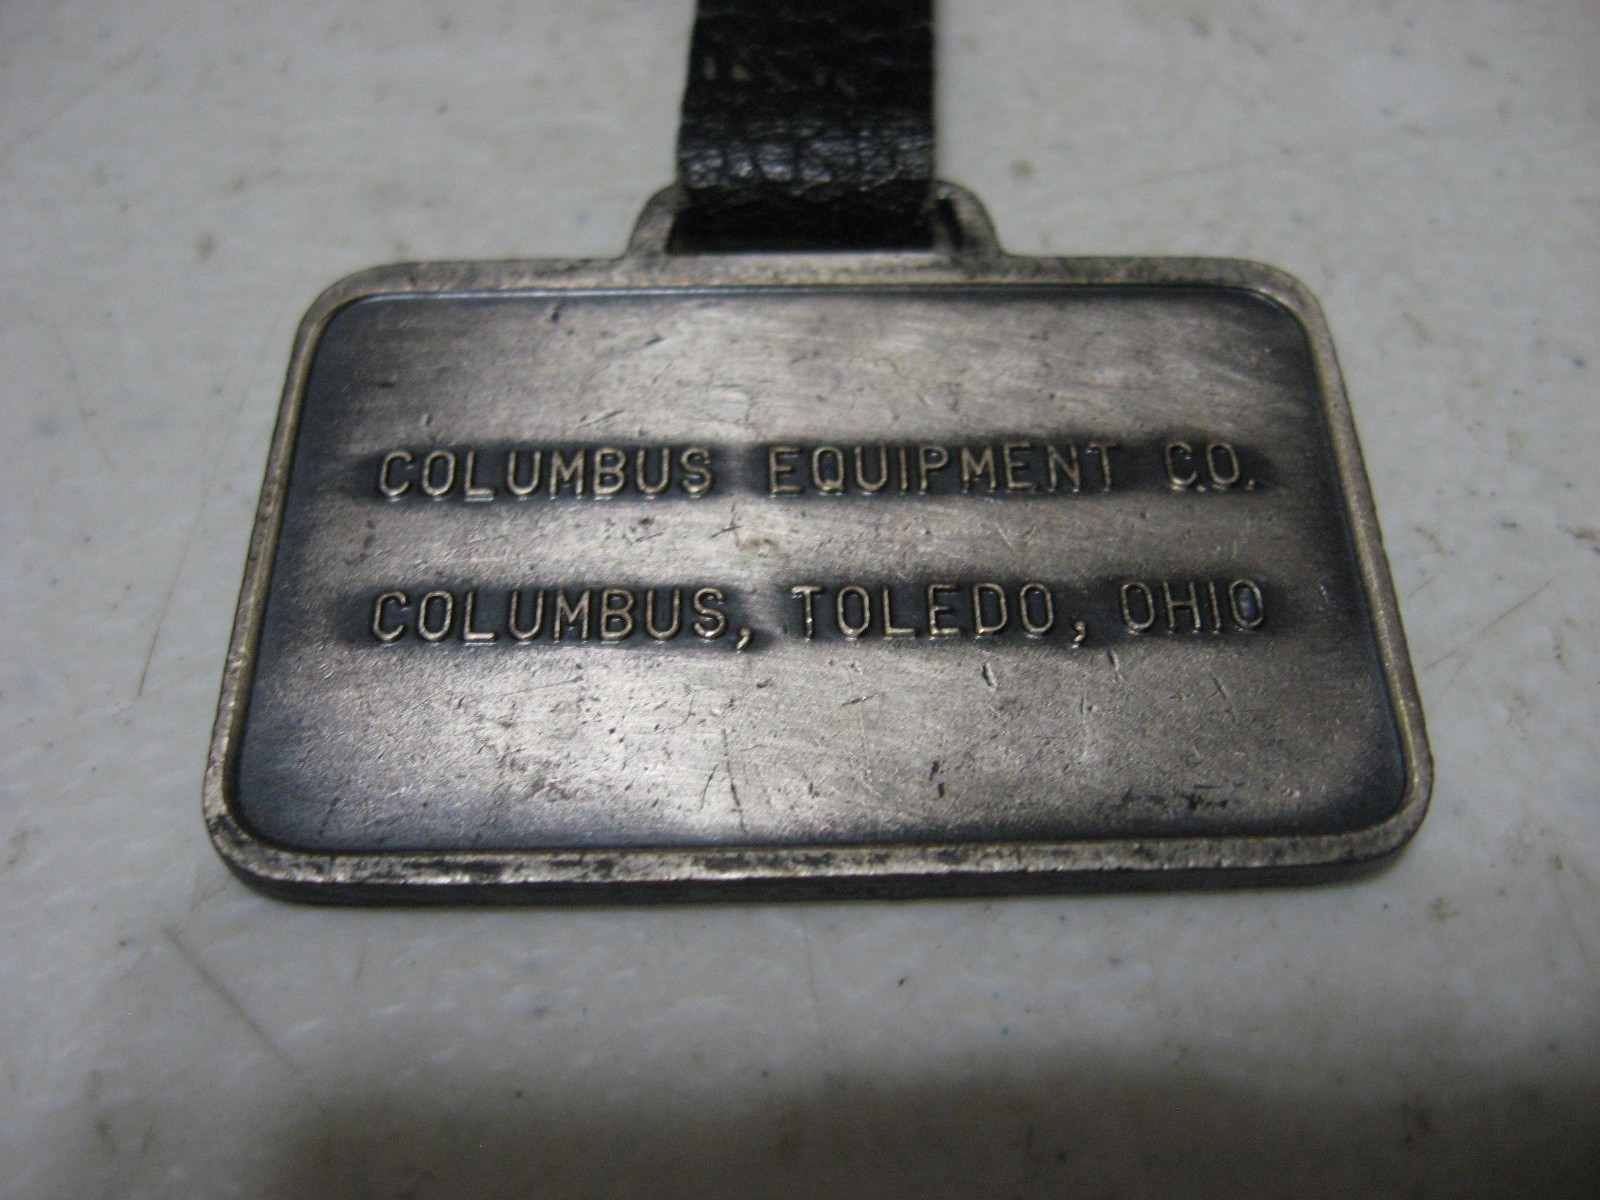 COLUMBUS EQUIPMENT CO.
COLUMBUS, TOLEDO, OHIO